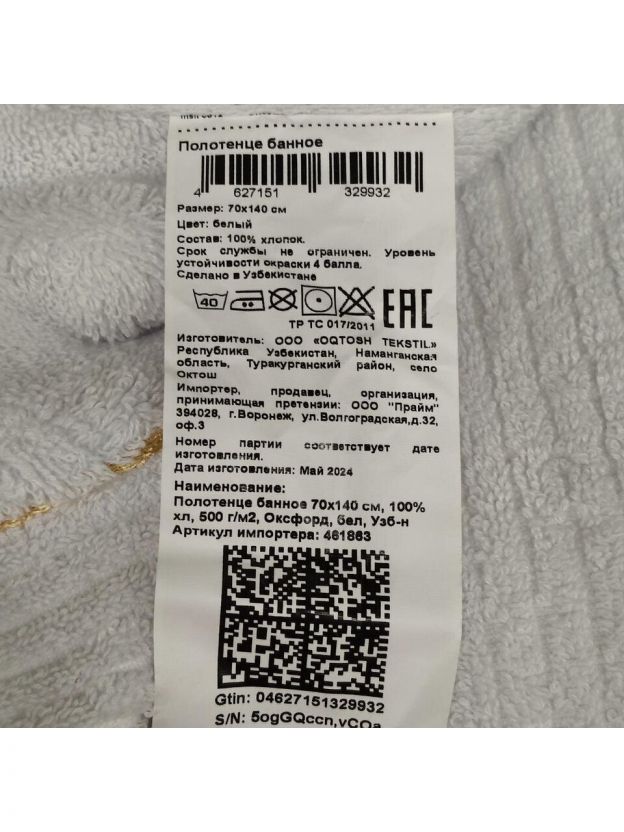 Полотенце банное
4 627151 329932
Размер: 70х140 см
Цвет: белый
Состав: 100% хлопок.
Срок службы не ограничен. Уровень
устойчивости окраски 4 балла.
Сделано в Узбекистане
40
EAC
ТР ТС 017/2011
Изготовитель: ООО «OQTOSH TEKSTIL»
Республика Узбекистан, Наманганская
область, Туракурганский район, село
Октош
Импортер, продавец, организация,
принимающая претензии: ООО "Прайм"
394028, г.Воронеж, ул.Волгоградская,д.32,
оф.3
Номер партии соответствует дате
изготовления.
Дата изготовления: Май 2024
Наименование:
Полотенце банное 70х140 см, 100%
хл, 500 г/м2, Оксфорд, бел, Узб-н
Артикул импортера: 461863
Gtin: 04627151329932
S/N: 5ogGQccn,vCOa